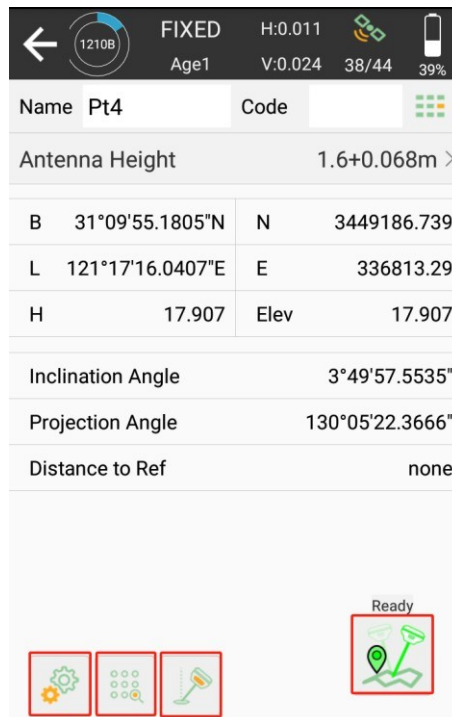 1210B FIXED H:0.011
Age1 V:0.024 38/44 39%
Name Pt4 Code
Antenna Height 1.6+0.068m
B 31°09'55.1805"N N 3449186.739
L 121°17'16.0407"E E 336813.29
H 17.907 Elev 17.907
Inclination Angle 3°49'57.5535"
Projection Angle 130°05'22.3666"
Distance to Ref none
Ready